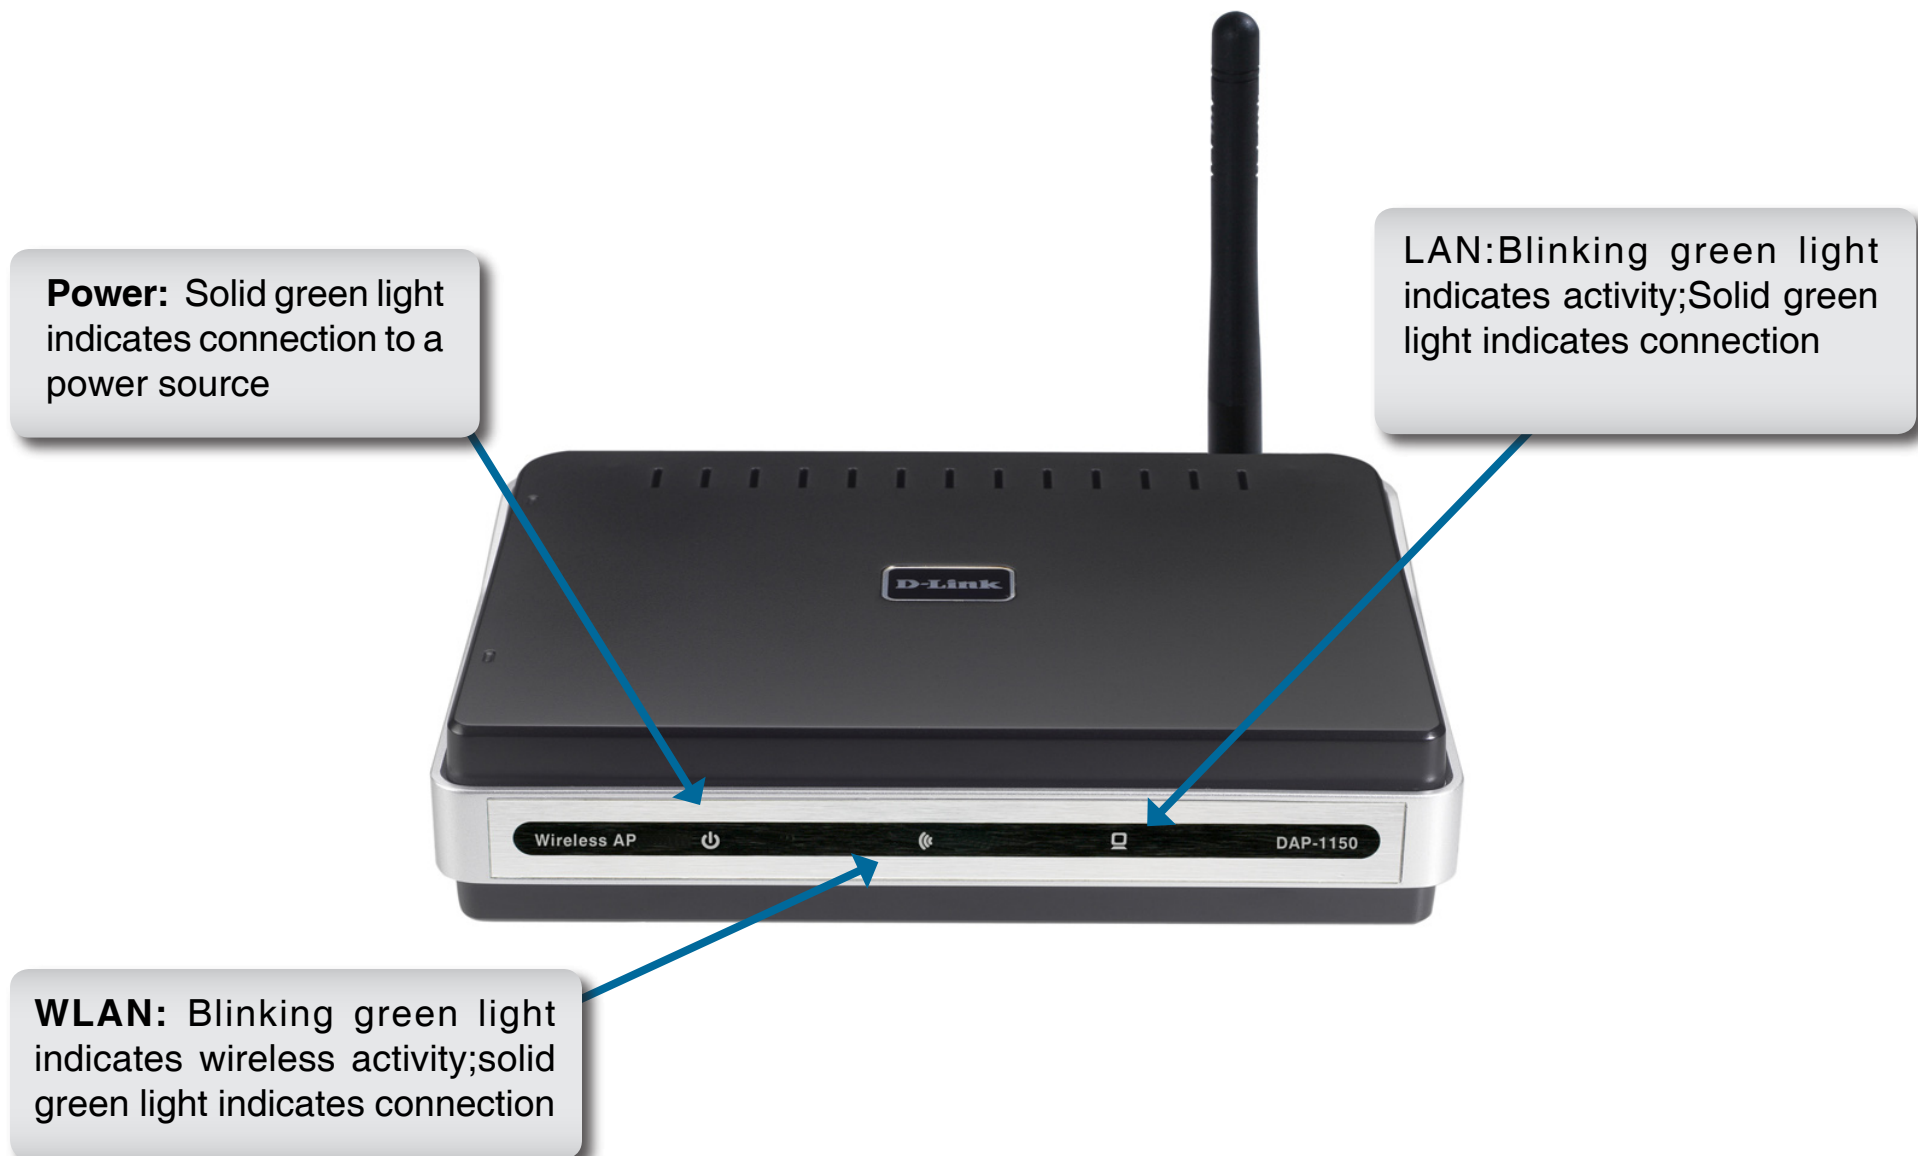 Power: Solid green light
indicates connection to a
power source
LAN:Blinking green light
indicates activity;Solid green
light indicates connection
D-Link
Wireless AP
DAP-1150
WLAN: Blinking green light
indicates wireless activity;solid
green light indicates connection